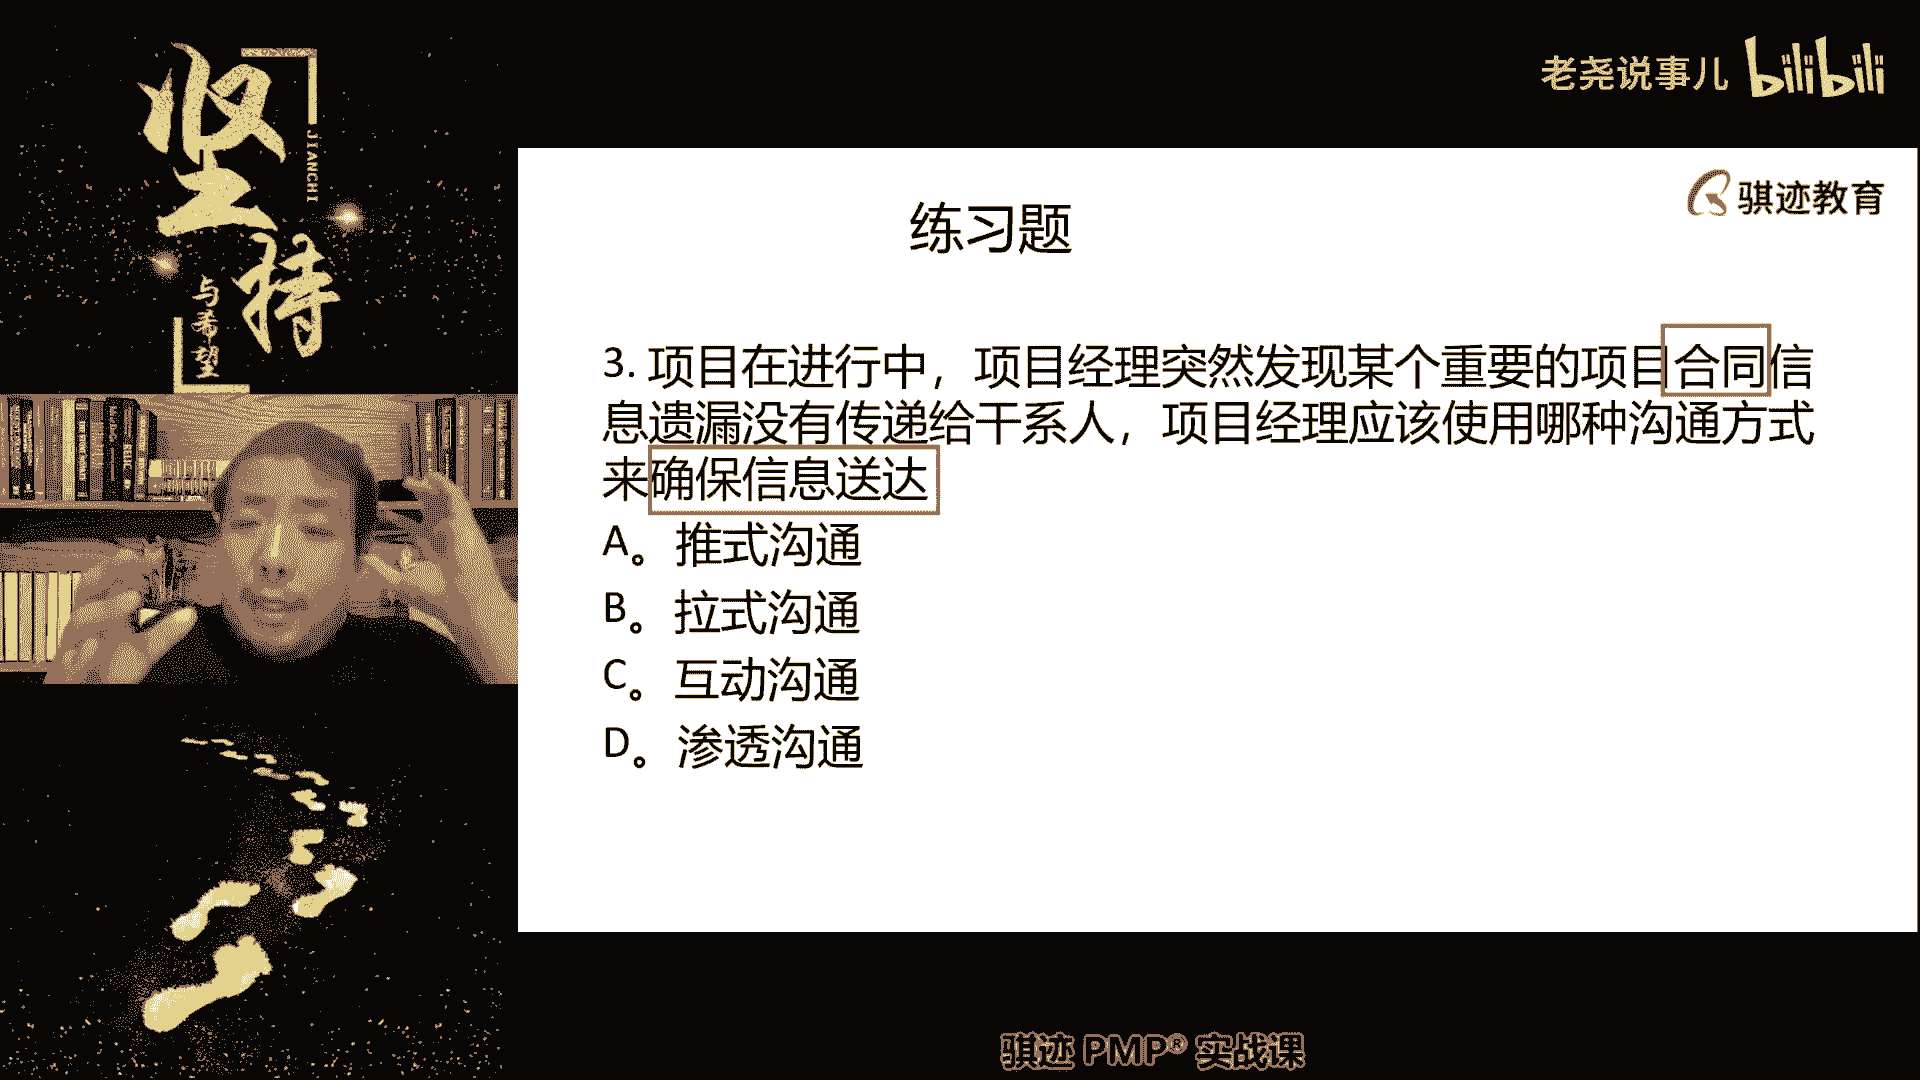 坚持
JIANCHI
与希望
老尧说事儿 bilibili
骐迹教育
练习题
3. 项目在进行中，项目经理突然发现某个重要的项目合同信
息遗漏没有传递给干系人，项目经理应该使用哪种沟通方式
来确保信息送达
A。推式沟通
B。拉式沟通
C。互动沟通
D。渗透沟通
骐迹 PMP® 实战课